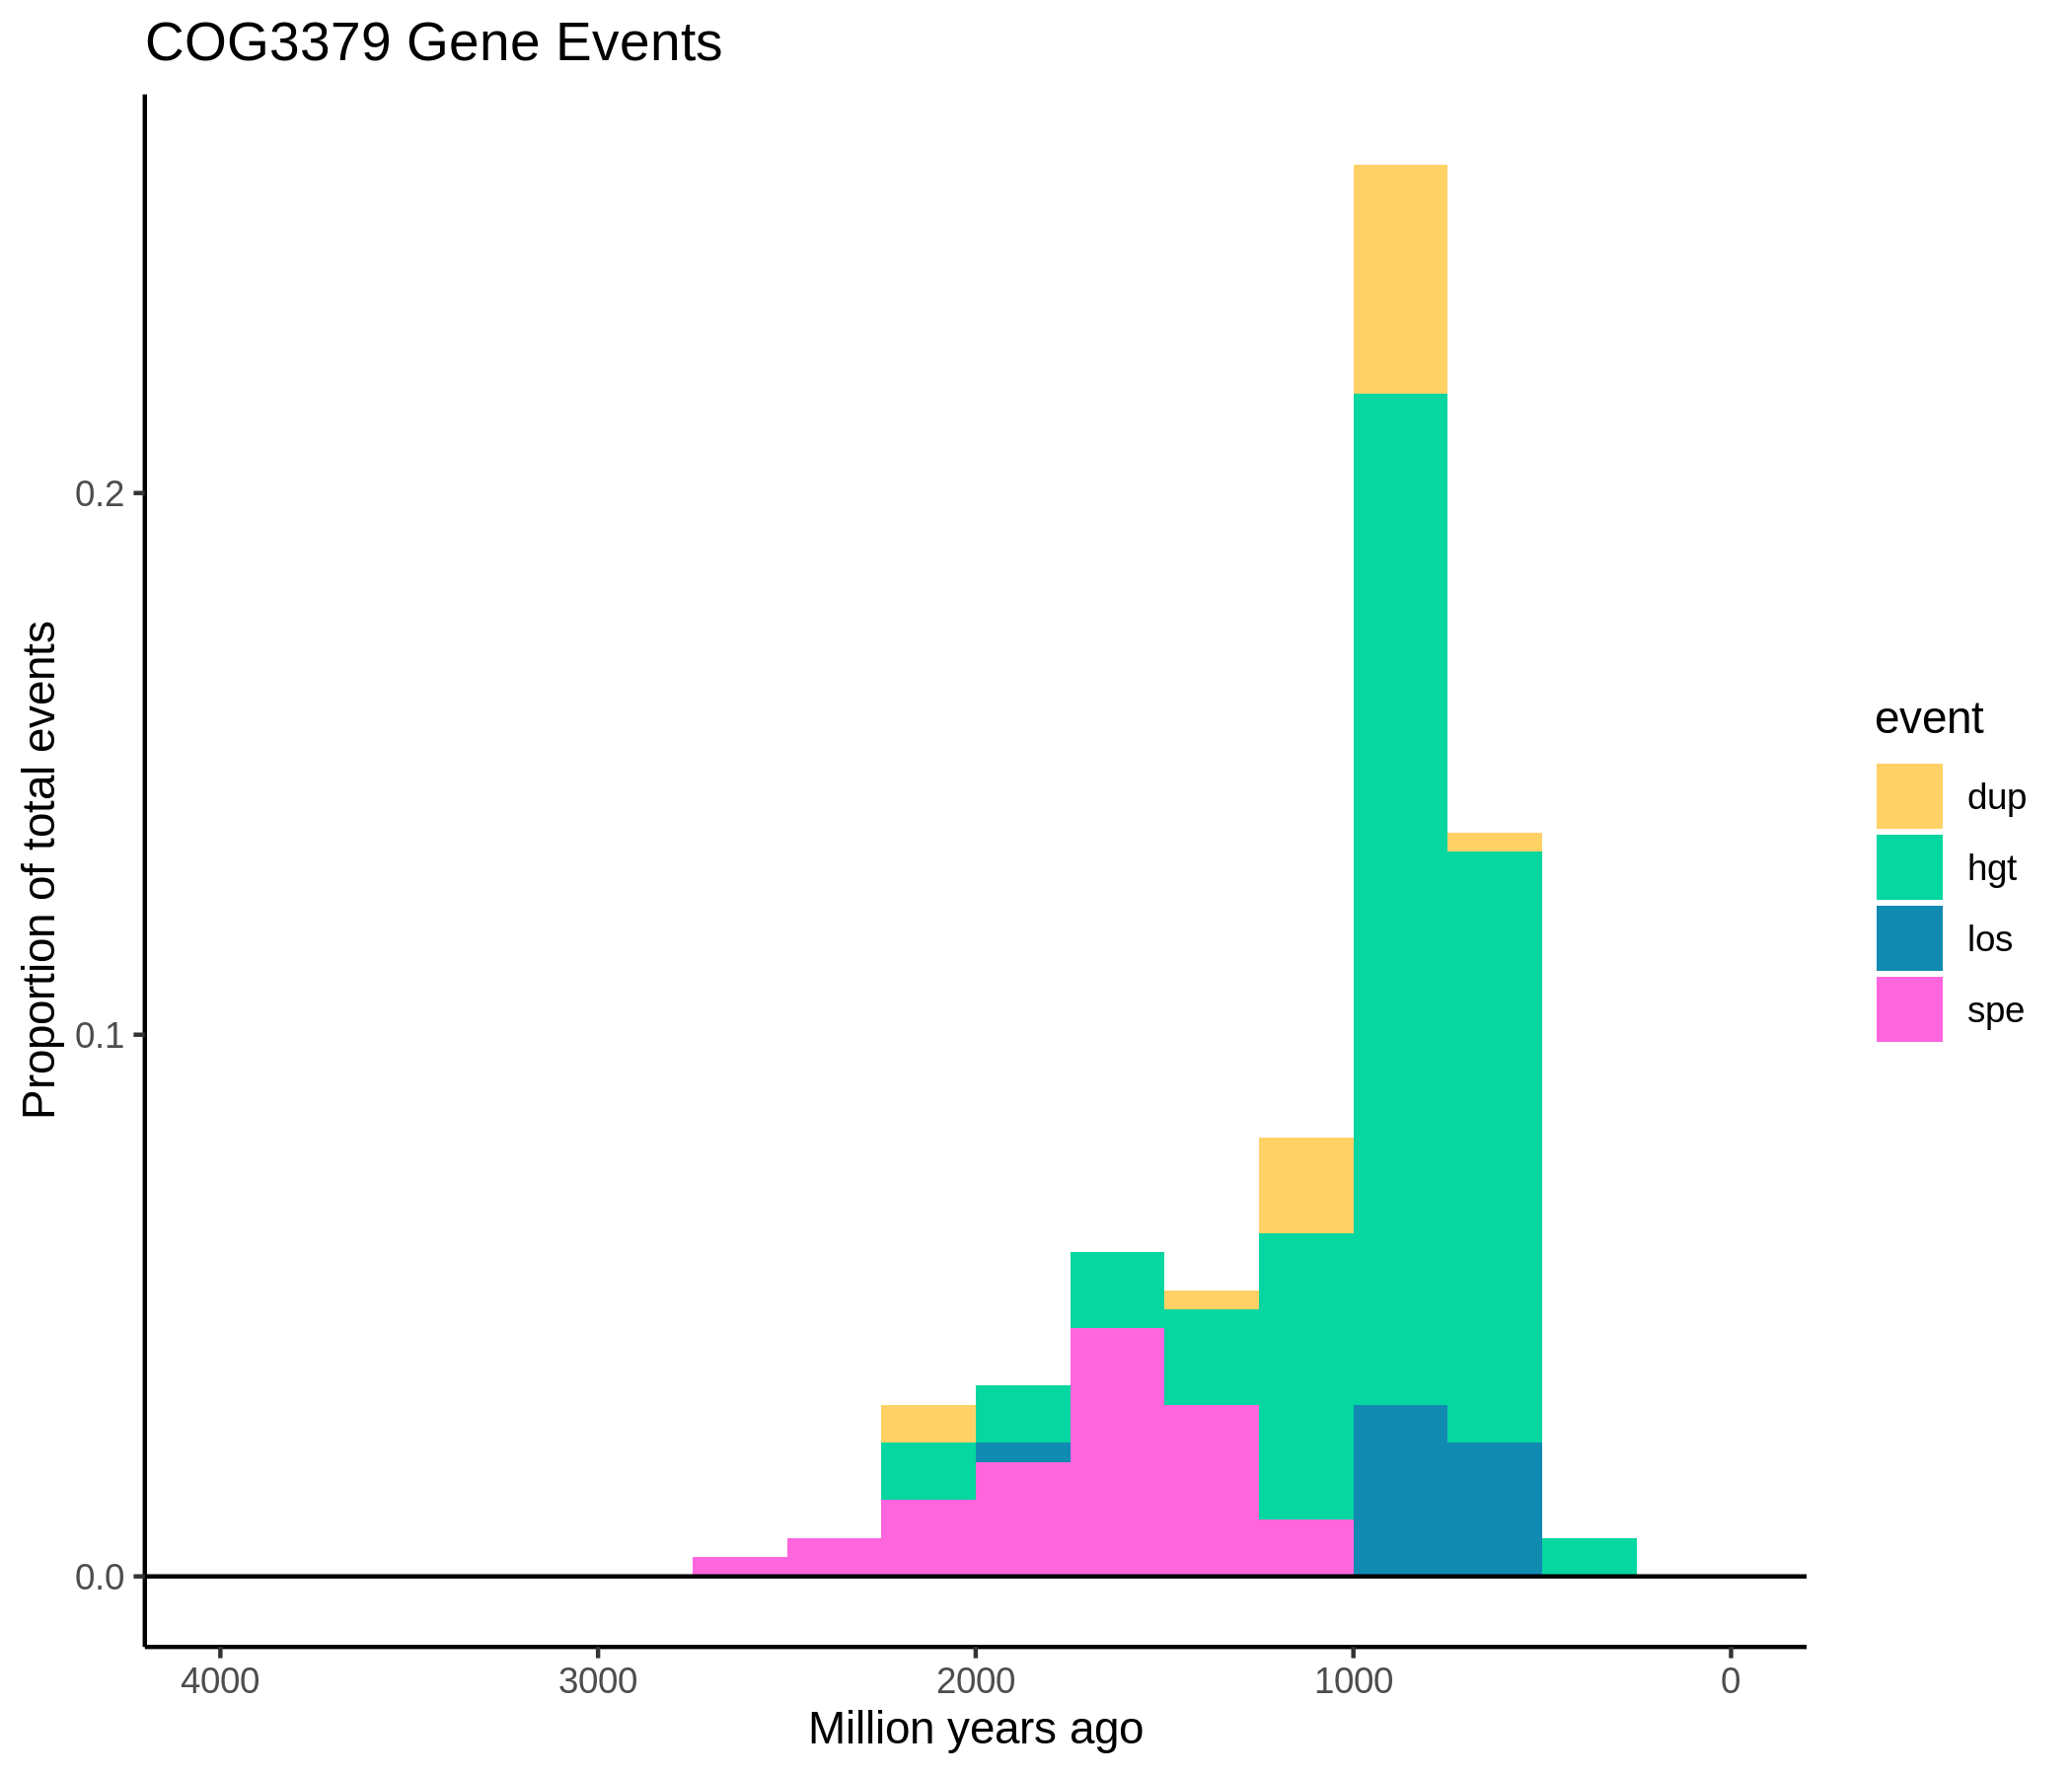 COG3379 Gene Events
Proportion of total events
0.2
0.1
0.0
4000 3000 2000 1000 0
Million years ago
event
dup
hgt
los
spe